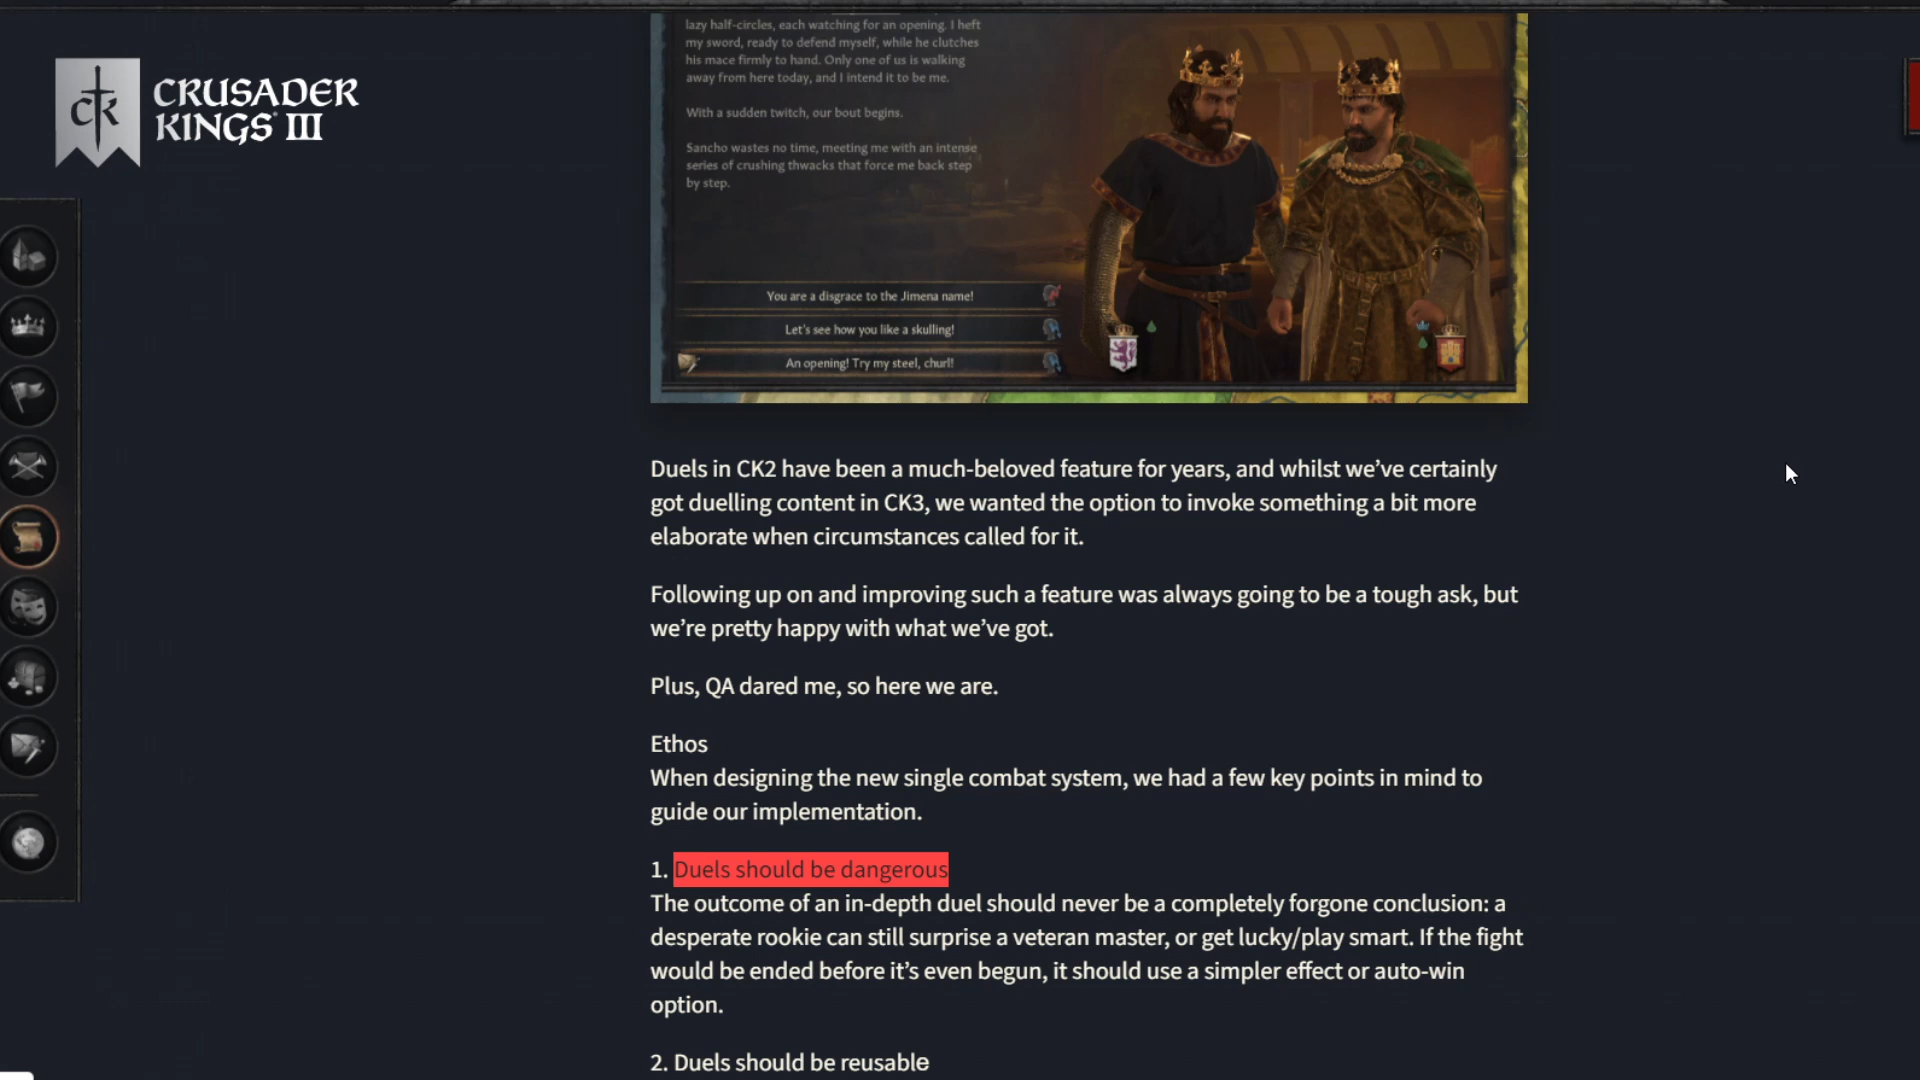 lazy half-circles, each watching for an opening. I heft
my sword, ready to defend myself, while he clutches
his mace firmly to hand. Only one of us is walking
away from here today, and I intend it to be me.
With a sudden twitch, our bout begins.
Sancho wastes no time, meeting me with an intense
series of crushing thwacks that force me back step
by step.
CK
CRUSADER
KINGS III
You are a disgrace to the Jimena name!
Let's see how you like a skulling!
An opening! Try my steel, churl!
Duels in CK2 have been a much-beloved feature for years, and whilst we’ve certainly
got duelling content in CK3, we wanted the option to invoke something a bit more
elaborate when circumstances called for it.
Following up on and improving such a feature was always going to be a tough ask, but
we’re pretty happy with what we’ve got.
Plus, QA dared me, so here we are.
Ethos
When designing the new single combat system, we had a few key points in mind to
guide our implementation.
1. Duels should be dangerous
The outcome of an in-depth duel should never be a completely forgone conclusion: a
desperate rookie can still surprise a veteran master, or get lucky/play smart. If the fight
would be ended before it’s even begun, it should use a simpler effect or auto-win
option.
2. Duels should be reusable